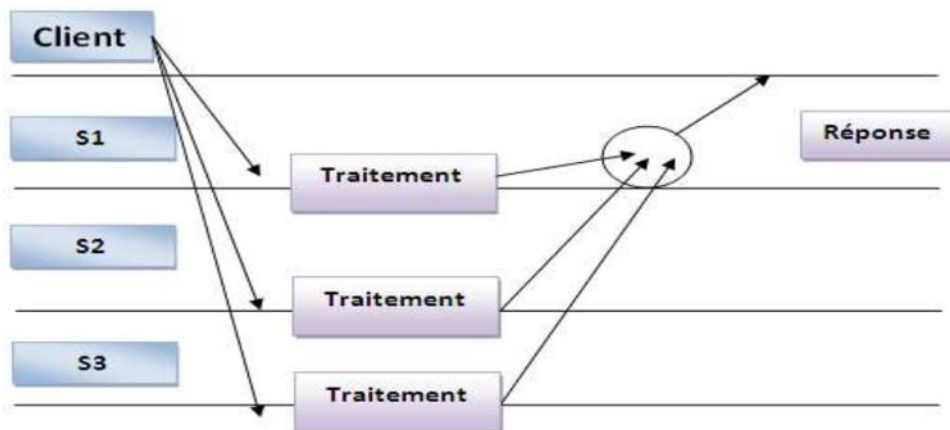 Client
S1
Réponse
Traitement
S2
Traitement
S3
Traitement